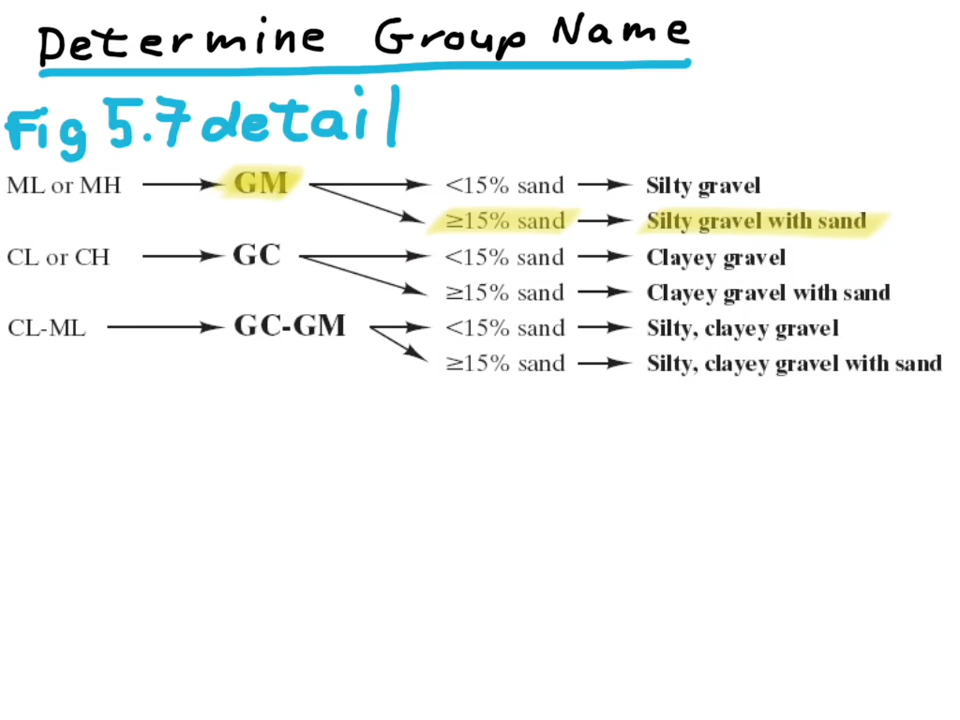 Determine Group Name
Fig 5.7 detail
ML or MH GM <15% sand Silty gravel
≥15% sand Silty gravel with sand
CL or CH GC <15% sand Clayey gravel
≥15% sand Clayey gravel with sand
CL-ML GC-GM <15% sand Silty, clayey gravel
≥15% sand Silty, clayey gravel with sand